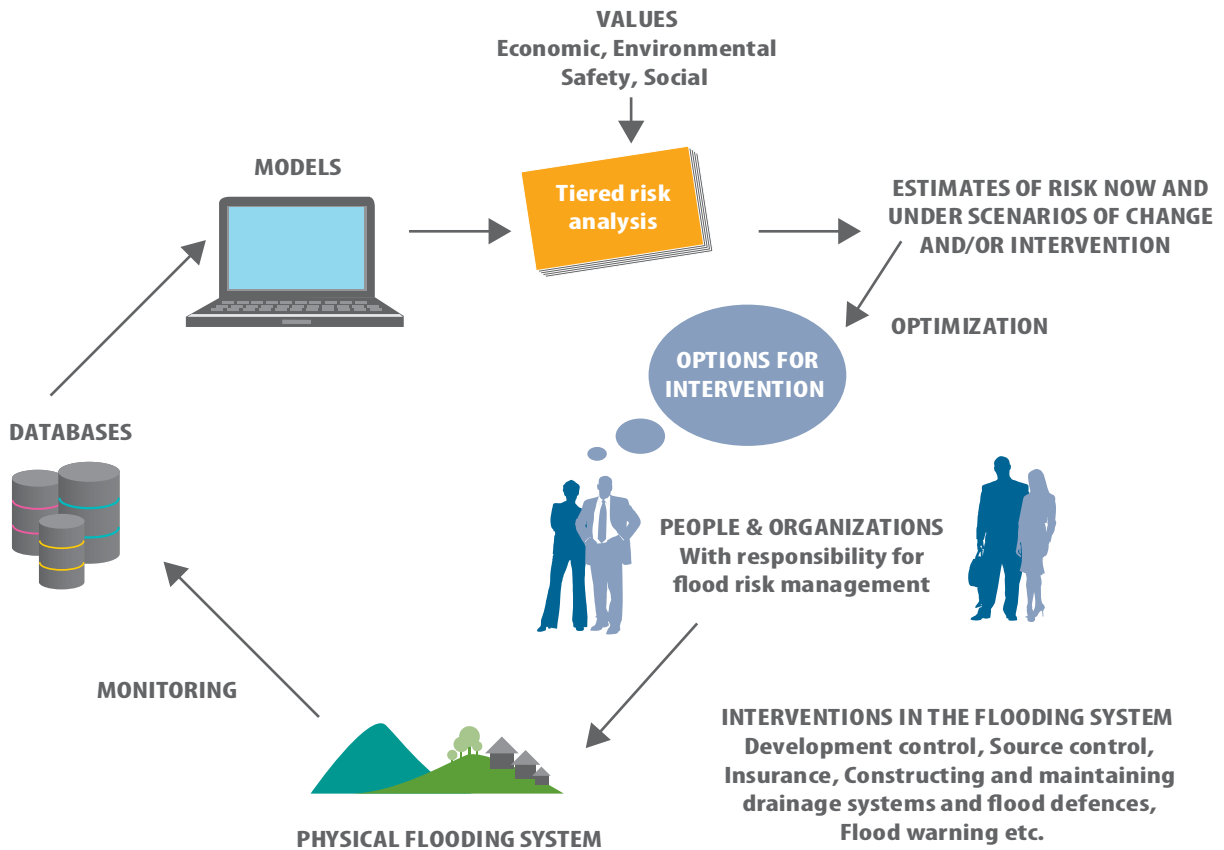 VALUES
Economic, Environmental
Safety, Social
MODELS
Tiered risk
analysis
ESTIMATES OF RISK NOW AND
UNDER SCENARIOS OF CHANGE
AND/OR INTERVENTION
OPTIMIZATION
OPTIONS FOR
INTERVENTION
DATABASES
PEOPLE & ORGANIZATIONS
With responsibility for
flood risk management
MONITORING
INTERVENTIONS IN THE FLOODING SYSTEM
Development control, Source control,
Insurance, Constructing and maintaining
drainage systems and flood defences,
Flood warning etc.
PHYSICAL FLOODING SYSTEM